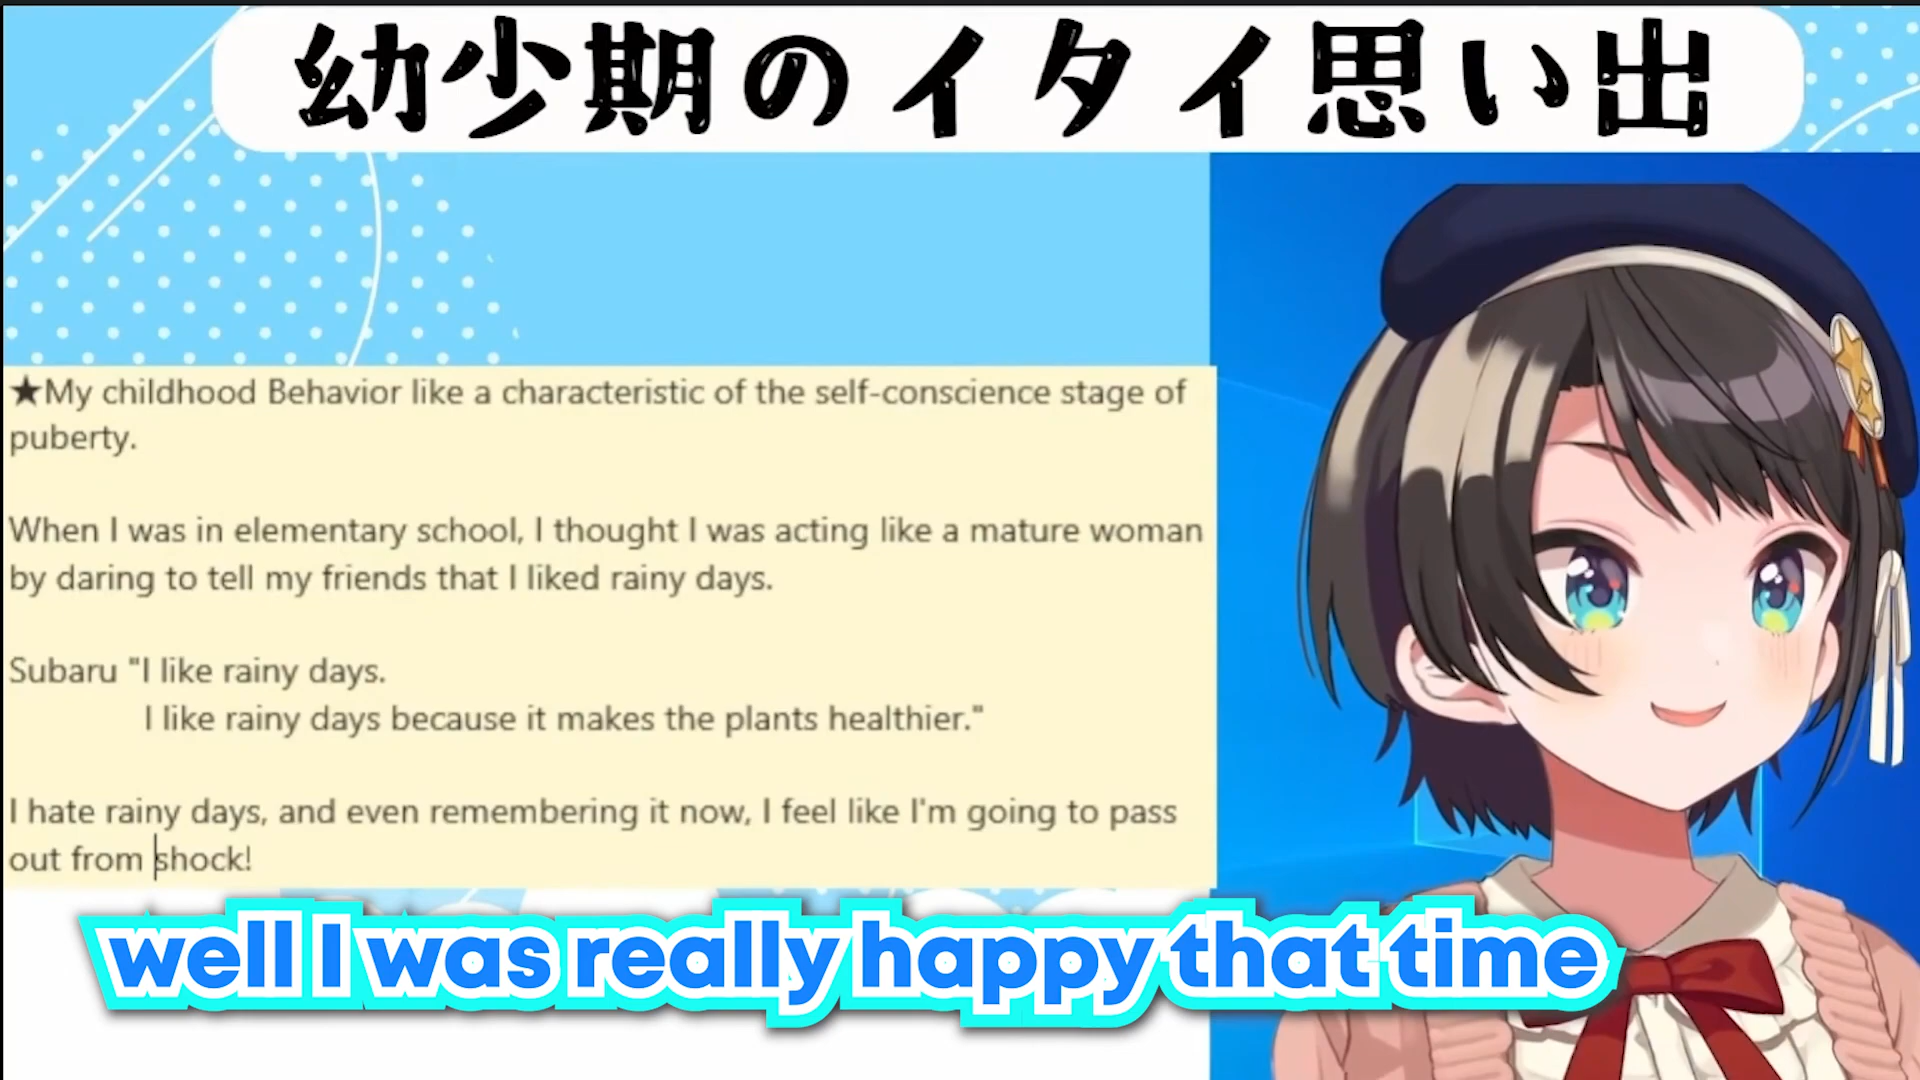 幼少期のイタイ思い出
★My childhood Behavior like a characteristic of the self-conscience stage of
puberty.
When I was in elementary school, I thought I was acting like a mature woman
by daring to tell my friends that I liked rainy days.
Subaru "I like rainy days.
I like rainy days because it makes the plants healthier."
I hate rainy days, and even remembering it now, I feel like I'm going to pass
out from shock!
well I was really happy that time